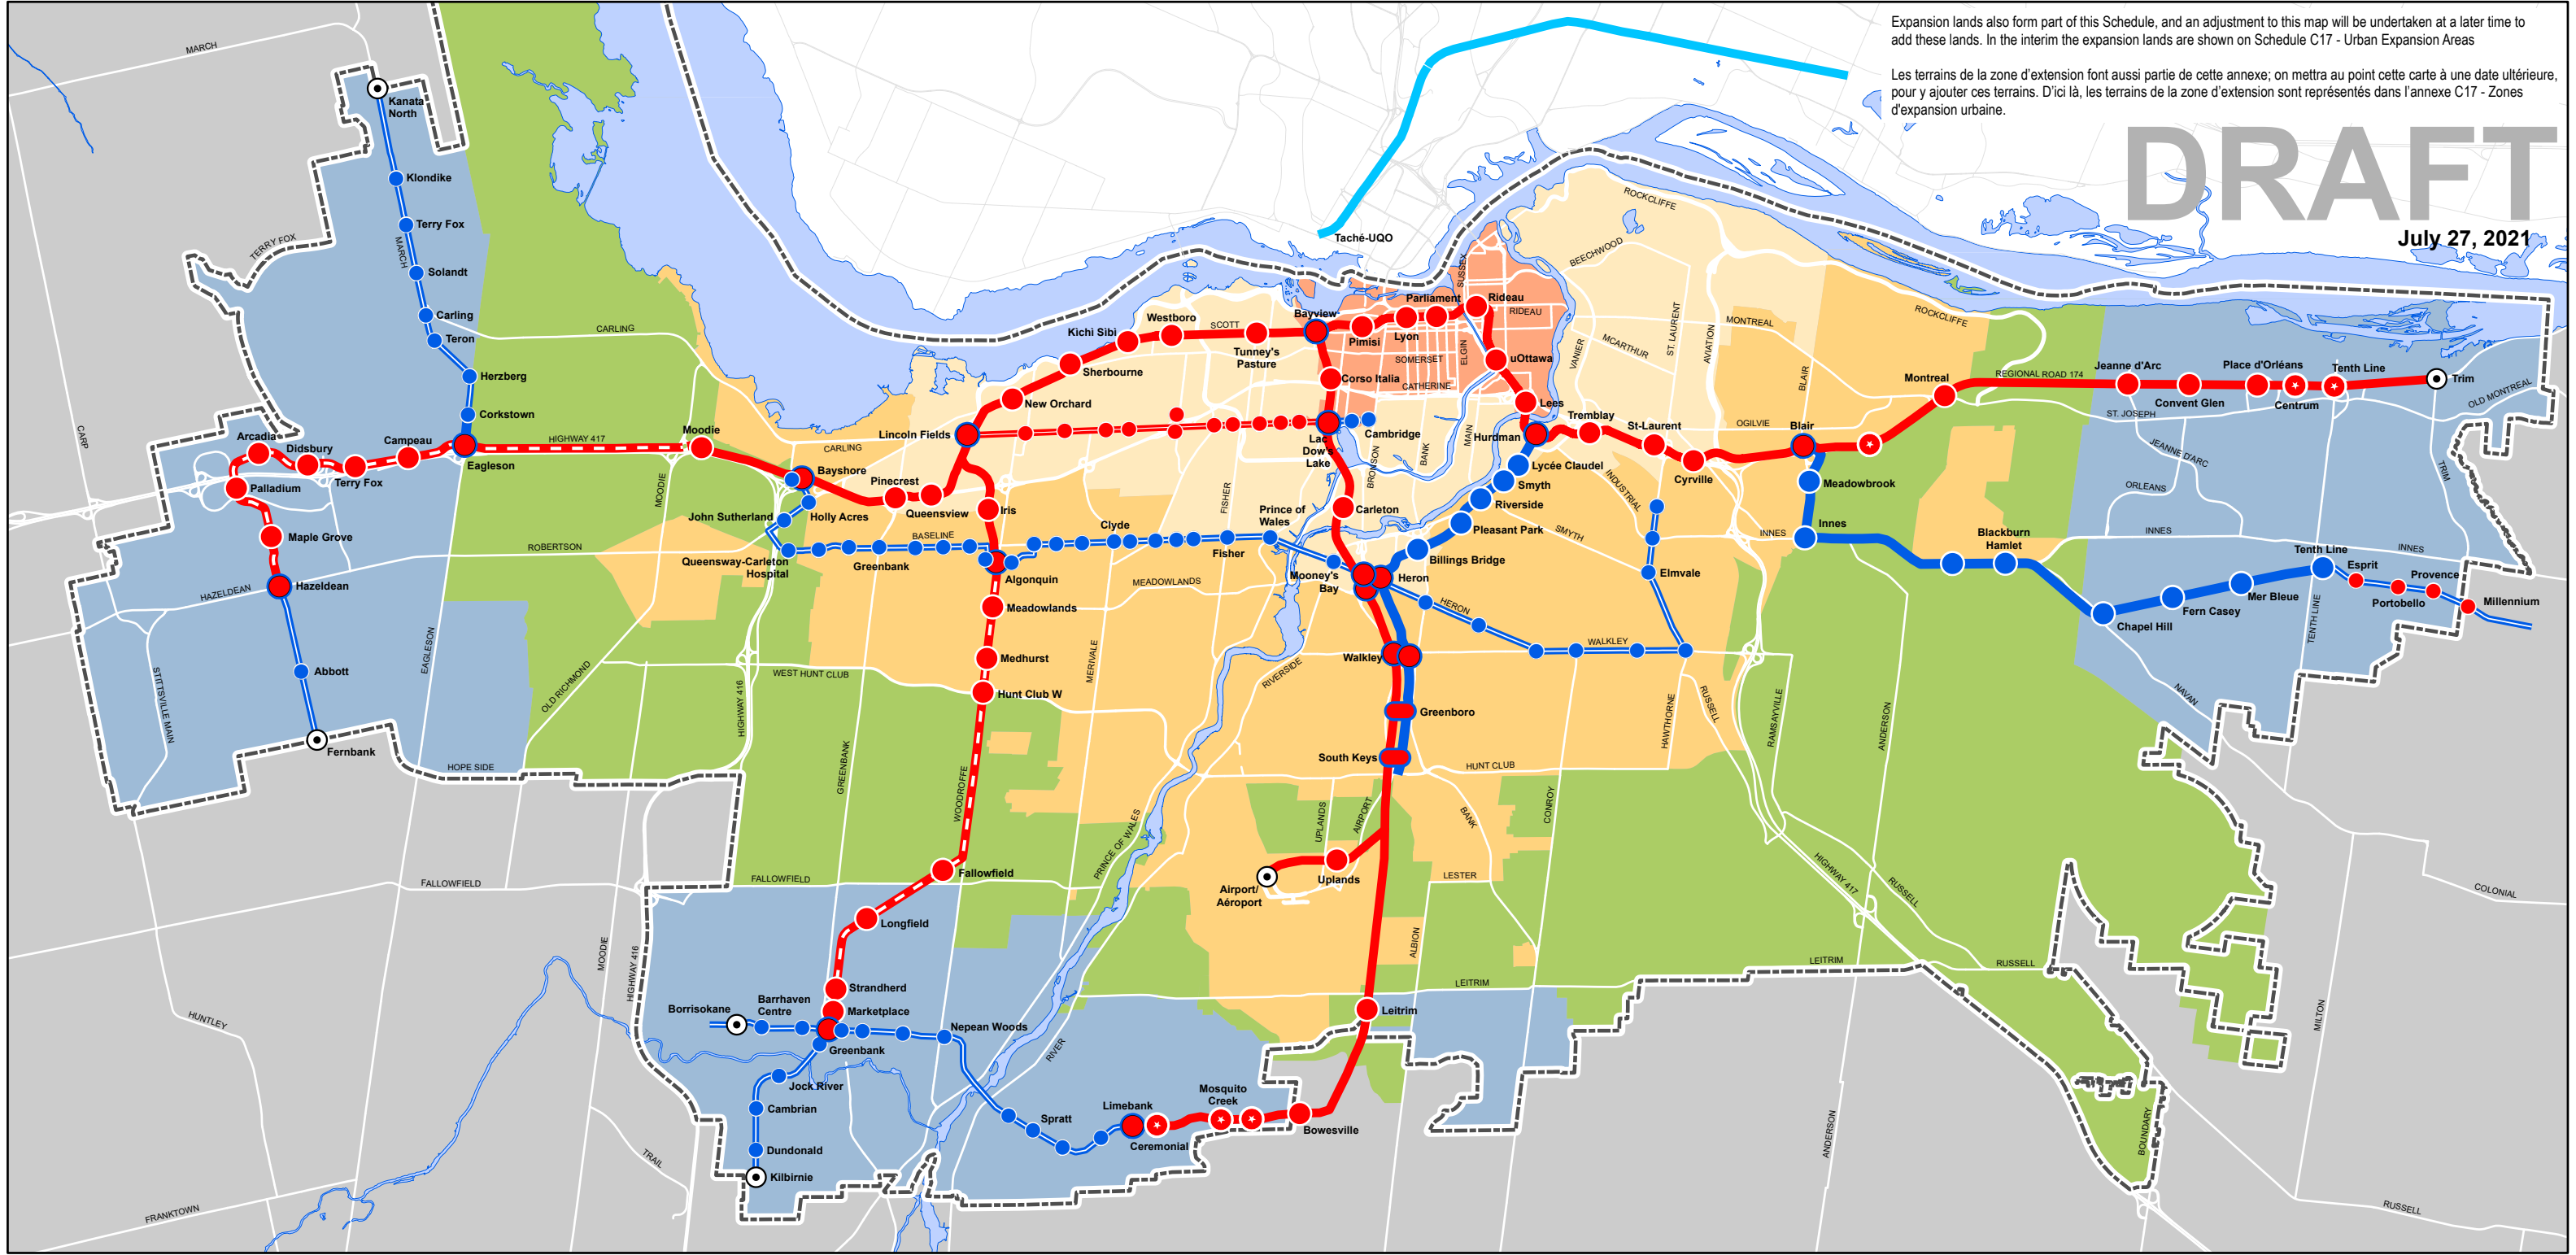 Expansion lands also form part of this Schedule, and an adjustment to this map will be undertaken at a later time to
add these lands. In the interim the expansion lands are shown on Schedule C17 - Urban Expansion Areas
Les terrains de la zone d'extension font aussi partie de cette annexe; on mettra au point cette carte à une date ultérieure,
pour y ajouter ces terrains. D'ici là, les terrains de la zone d'extension sont représentés dans l'annexe C17 - Zones
d'expansion urbaine.
DRAFT
July 27, 2021
MARCH
Kanata
North
Klondike
Terry Fox
MARCH
TERRY FOX
Solandt
Carling
Teron
Herzberg
Corkstown
CARLING
CARP
Arcadia
Didsbury
Campeau
Eagleson
HIGHWAY 417
Moodie
Terry Fox
Palladium
Maple Grove
Hazeldean
HAZELDEAN
ROBERTSON
Abbott
Fernbank
STITTSVILLE MAIN
EAGLESON
HOPE SIDE
OLD RICHMOND
MOODIE
Taché-UQO
ROCKCLIFFE
BEECHWOOD
SUSSEX
Parliament
Rideau
RIDEAU
Bayview
Pimisi
Lyon
SCOTT
Westboro
Kichi Sibi
Tunney's
Pasture
Sherbourne
New Orchard
Lincoln Fields
SOMERSET
ELGIN
uOttawa
CATHERINE
Corso Italia
VANIER
MCARTHUR
ST. LAURENT
AVIATION
MONTREAL
ROCKCLIFFE
BLAIR
Lees
Tremblay
St-Laurent
OGILVIE
Cyrville
Blair
Montreal
REGIONAL ROAD 174
Jeanne d'Arc
Convent Glen
Place d'Orléans
Centrum
Tenth Line
Trim
OLD MONTREAL
ST. JOSEPH
JEANNE D'ARC
ORLEANS
TRIM
INNES
INNES
CARLING
Bayshore
Pinecrest
Queensview
Holly Acres
John Sutherland
Queensway-Carleton
Hospital
BASELINE
Greenbank
Iris
Algonquin
Clyde
FISHER
Fisher
Prince of
Wales
Lac
Dow's
Lake
Cambridge
BRONSON
BANK
MAIN
Hurdman
Lycée Claudel
Smyth
Riverside
Pleasant Park
Billings Bridge
Carleton
Mooney's
Bay
Heron
HERON
INDUSTRIAL
SMYTH
Elmvale
Meadowbrook
Innes
INNES
Blackburn
Hamlet
Chapel Hill
Fern Casey
Mer Bleue
Tenth Line
Esprit
Portobello
Provence
Millennium
TENTH LINE
NAVAN
MEADOWLANDS
Meadowlands
Medhurst
Hunt Club W
WEST HUNT CLUB
MERIVALE
HIGHWAY 416
GREENBANK
WOODROFFE
RIVERSIDE
Walkley
WALKLEY
Greenboro
South Keys
HUNT CLUB
HAWTHORNE
RUSSELL
RAMSAYVILLE
ANDERSON
UPLANDS
AIRPORT
BANK
CONROY
PRINCE OF WALES
Airport/
Aéroport
Uplands
LESTER
HIGHWAY 417
RUSSELL
COLONIAL
FALLOWFIELD
FALLOWFIELD
Fallowfield
Longfield
Strandherd
Marketplace
MOODIE
HIGHWAY 416
Borrisokane
Barrhaven
Centre
Greenbank
Nepean Woods
Jock River
Cambrian
Dundonald
Kilbirnie
RIVER
Spratt
Limebank
Ceremonial
Mosquito
Creek
Bowesville
Leitrim
ALBION
LEITRIM
LEITRIM
RUSSELL
MILTON
ANDERSON
BOUNDARY
RUSSELL
HUNTLEY
TRAIL
FRANKTOWN